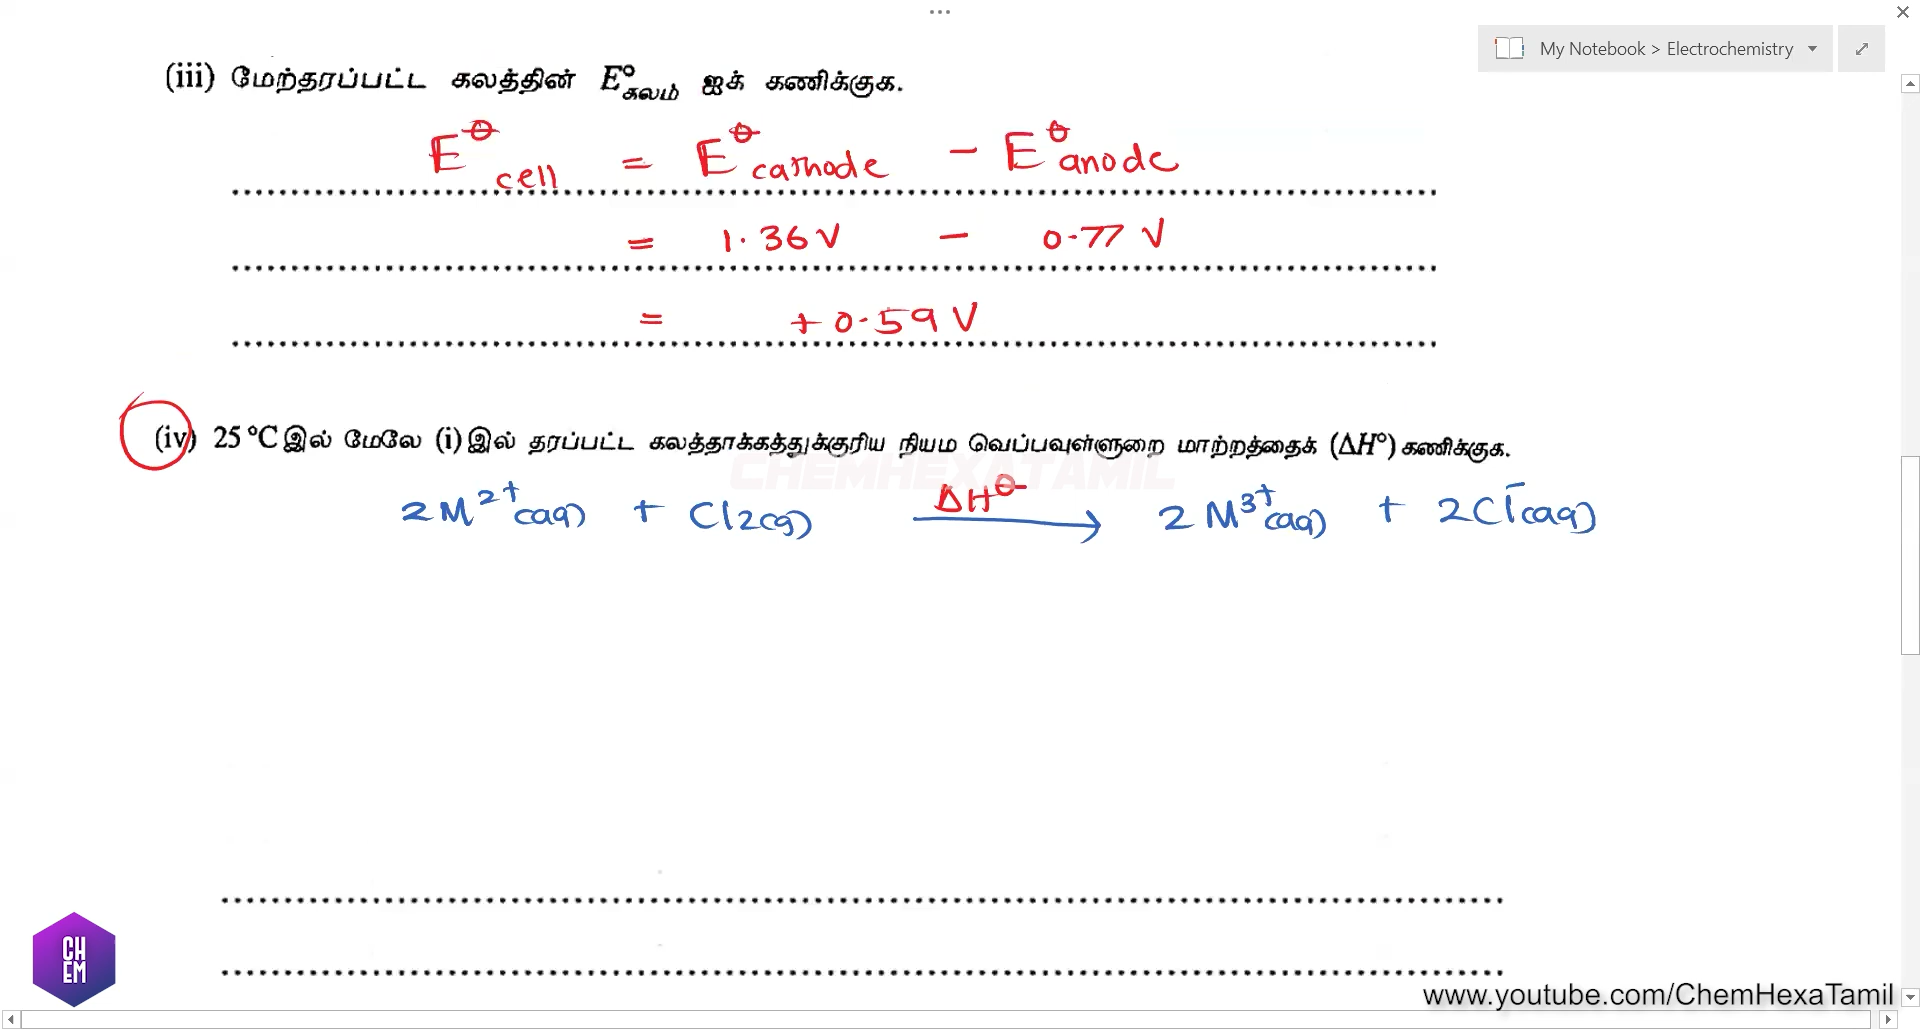 My Notebook > Electrochemistry
(iii) மேற்தரப்பட்ட கலத்தின் E°கலம் ஐக் கணிக்குக.
E⦵cell = E⦵cathode − E⦵anode
= 1.36 V − 0.77 V
= +0.59 V
(iv) 25 °C இல் மேலே (i) இல் தரப்பட்ட கலத்தாக்கத்துக்குரிய நியம வெப்பவுள்ளுறை மாற்றத்தைக் (ΔH°) கணிக்குக.
CHEMHEXATAMIL
ΔH⦵
2M²⁺(aq) + Cl₂(g) → 2M³⁺(aq) + 2Cl⁻(aq)
CH
EM
www.youtube.com/ChemHexaTamil